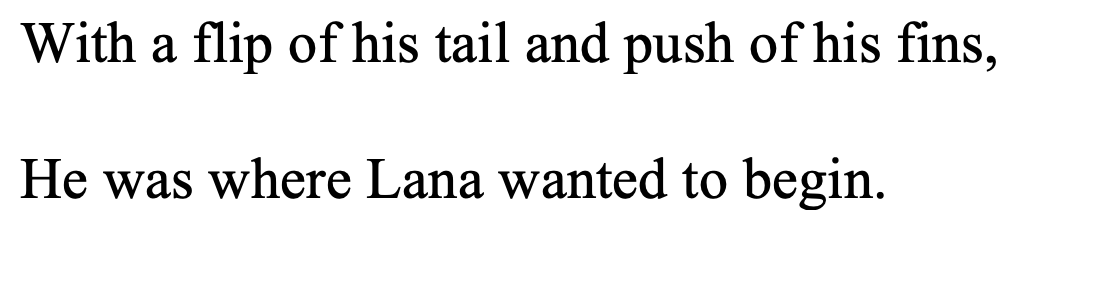 With a flip of his tail and push of his fins,
He was where Lana wanted to begin.